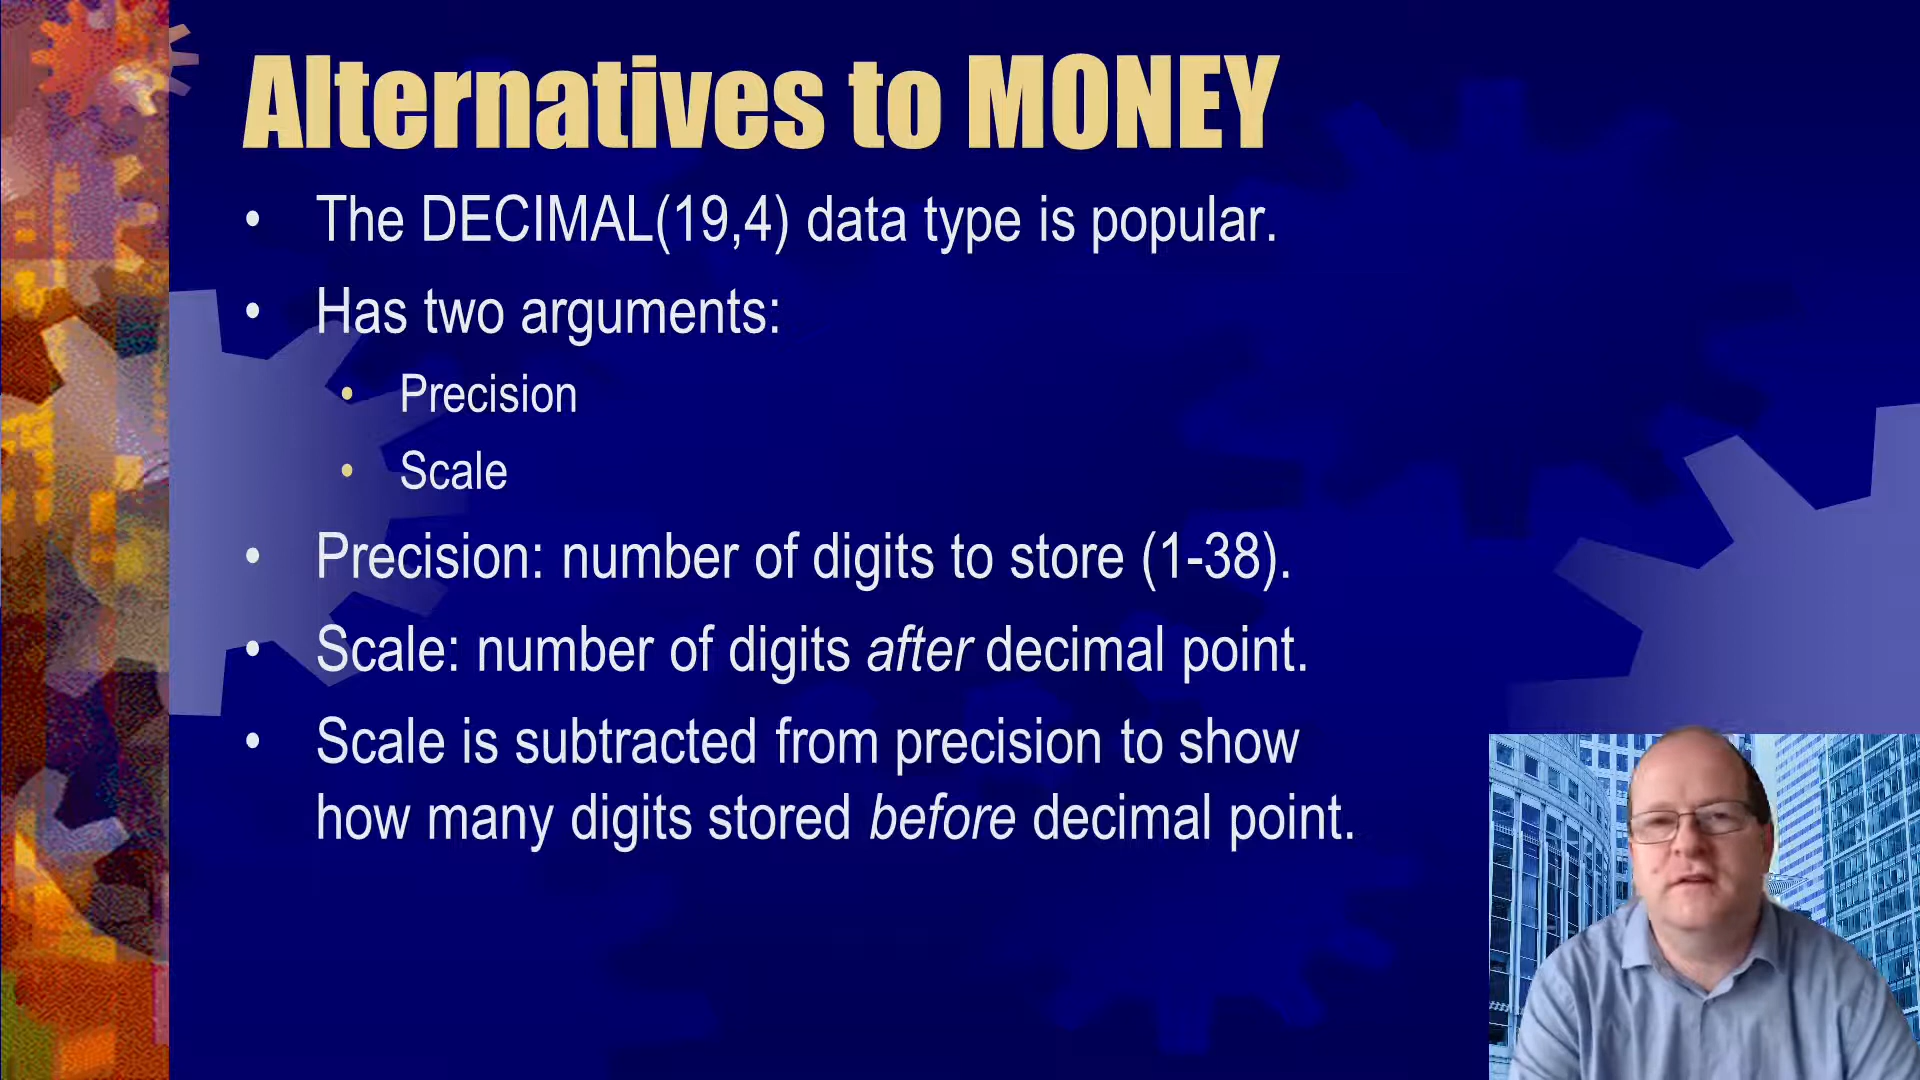 Alternatives to MONEY
• The DECIMAL(19,4) data type is popular.
• Has two arguments:
• Precision
• Scale
• Precision: number of digits to store (1-38).
• Scale: number of digits after decimal point.
• Scale is subtracted from precision to show
how many digits stored before decimal point.